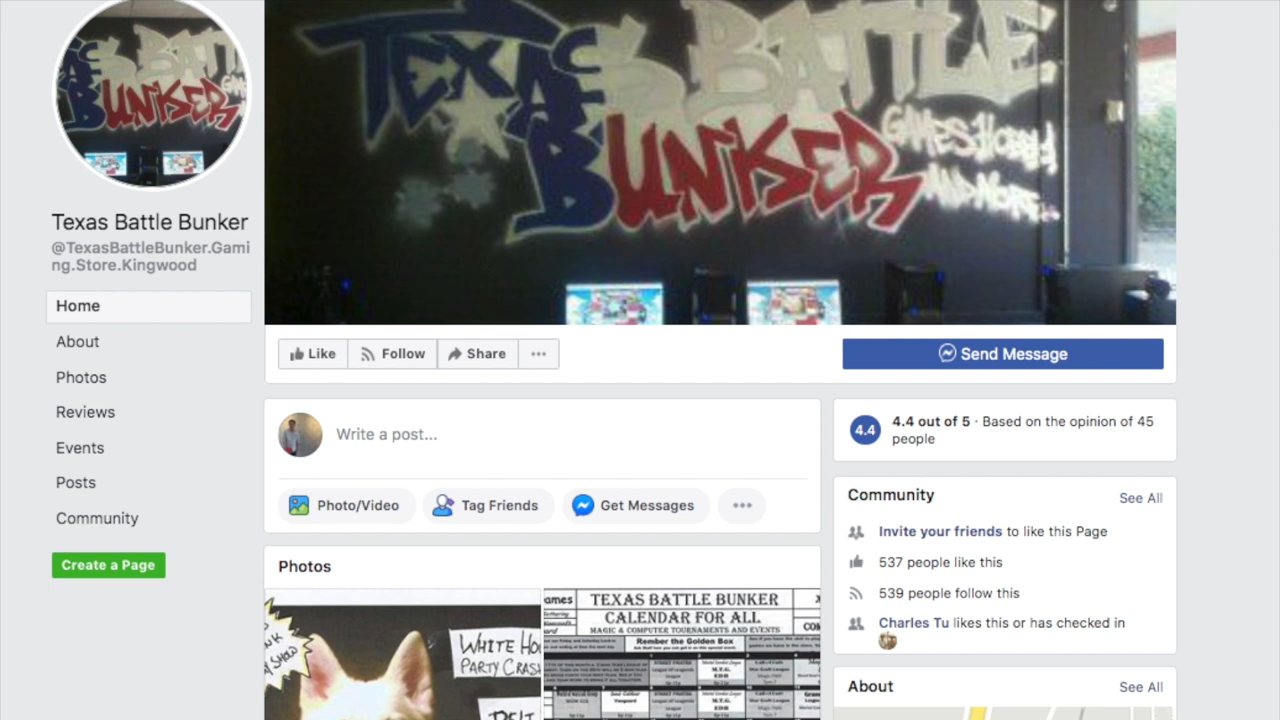 TEXAS BATTLE
BUNKER
GAMES, HOBBY
AND MORE..
Texas Battle Bunker
@TexasBattleBunker.Gami
ng.Store.Kingwood
Home
About
Photos
Reviews
Events
Posts
Community
Create a Page
Like
Follow
Share
Send Message
Write a post...
Photo/Video
Tag Friends
Get Messages
4.4
4.4 out of 5 · Based on the opinion of 45
people
Community
See All
Invite your friends to like this Page
537 people like this
539 people follow this
Charles Tu likes this or has checked in
About
See All
Photos
WHITE HO
PARTY CRASH
TEXAS BATTLE BUNKER
CALENDAR FOR ALL
MAGIC & COMPUTER TOURNAMENTS AND EVENTS
Rember the Golden Box